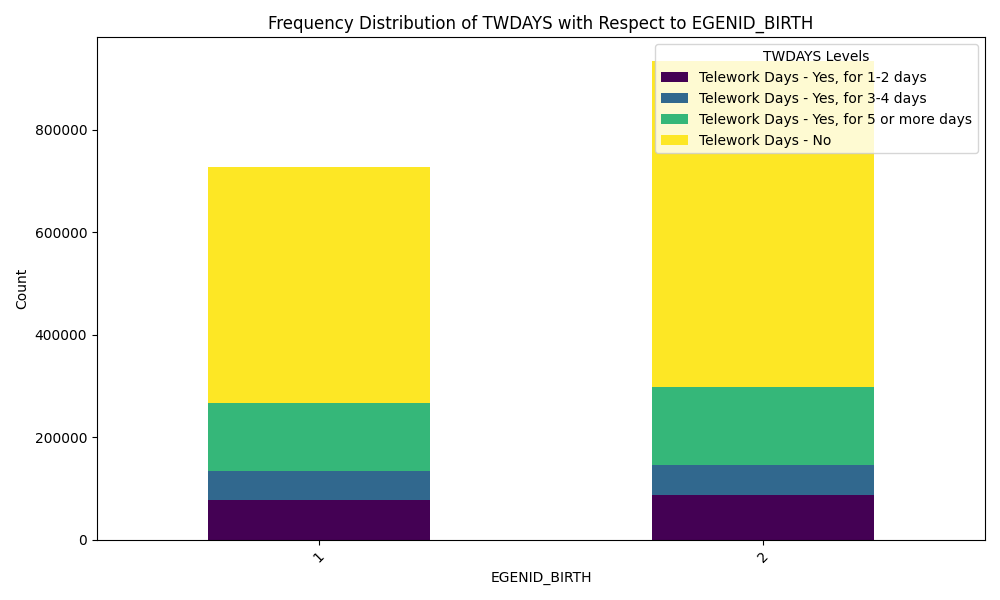 Frequency Distribution of TWDAYS with Respect to EGENID_BIRTH
TWDAYS Levels
Telework Days - Yes, for 1-2 days
Telework Days - Yes, for 3-4 days
Telework Days - Yes, for 5 or more days
Telework Days - No
Count
800000
600000
400000
200000
0
1
2
EGENID_BIRTH